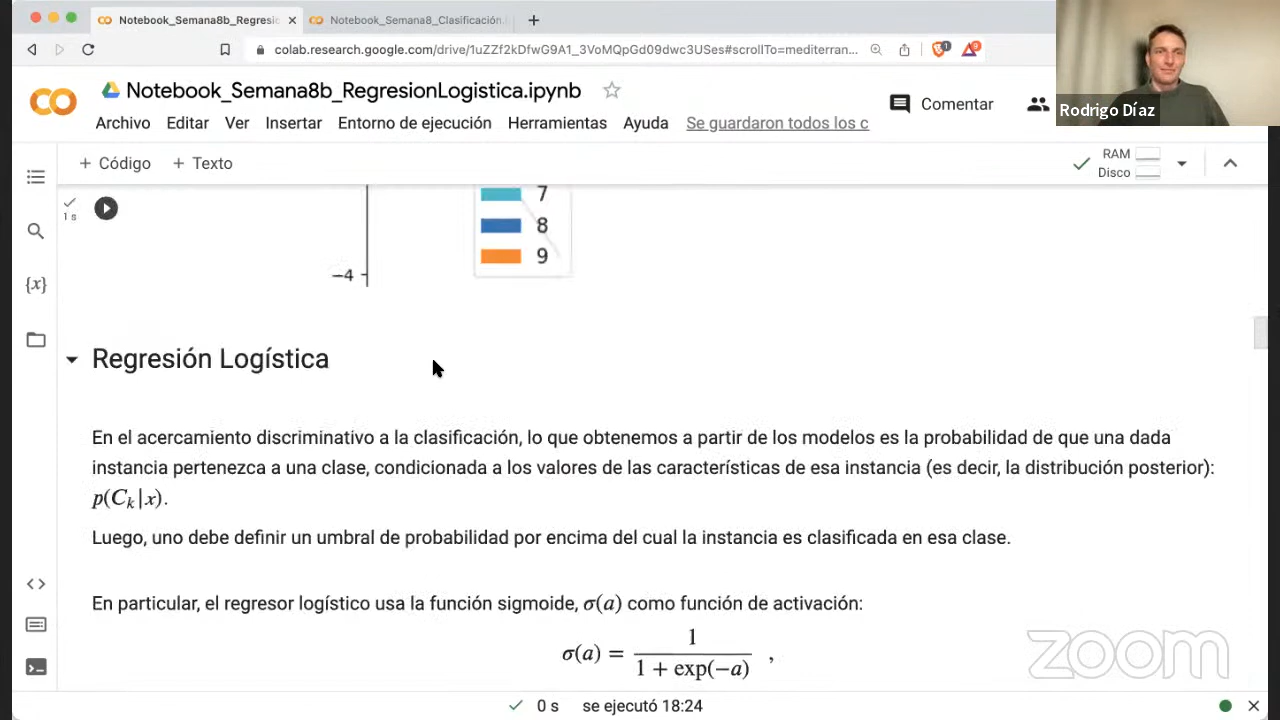 Notebook_Semana8b_Regresio
Notebook_Semana8_Clasificación.i
colab.research.google.com/drive/1uZZf2kDfwG9A1_3VoMQpGd09dwc3USes#scrollTo=mediterran...
1
9
Notebook_Semana8b_RegresionLogistica.ipynb
Comentar
Rodrigo Díaz
Archivo Editar Ver Insertar Entorno de ejecución Herramientas Ayuda Se guardaron todos los c
+ Código + Texto
RAM
Disco
{x}
1 s
7
8
9
−4
Regresión Logística
En el acercamiento discriminativo a la clasificación, lo que obtenemos a partir de los modelos es la probabilidad de que una dada
instancia pertenezca a una clase, condicionada a los valores de las características de esa instancia (es decir, la distribución posterior):
p(C_k|x).
Luego, uno debe definir un umbral de probabilidad por encima del cual la instancia es clasificada en esa clase.
En particular, el regresor logístico usa la función sigmoide, σ(a) como función de activación:
σ(a) = 1 / (1 + exp(−a)) ,
zoom
0 s se ejecutó 18:24